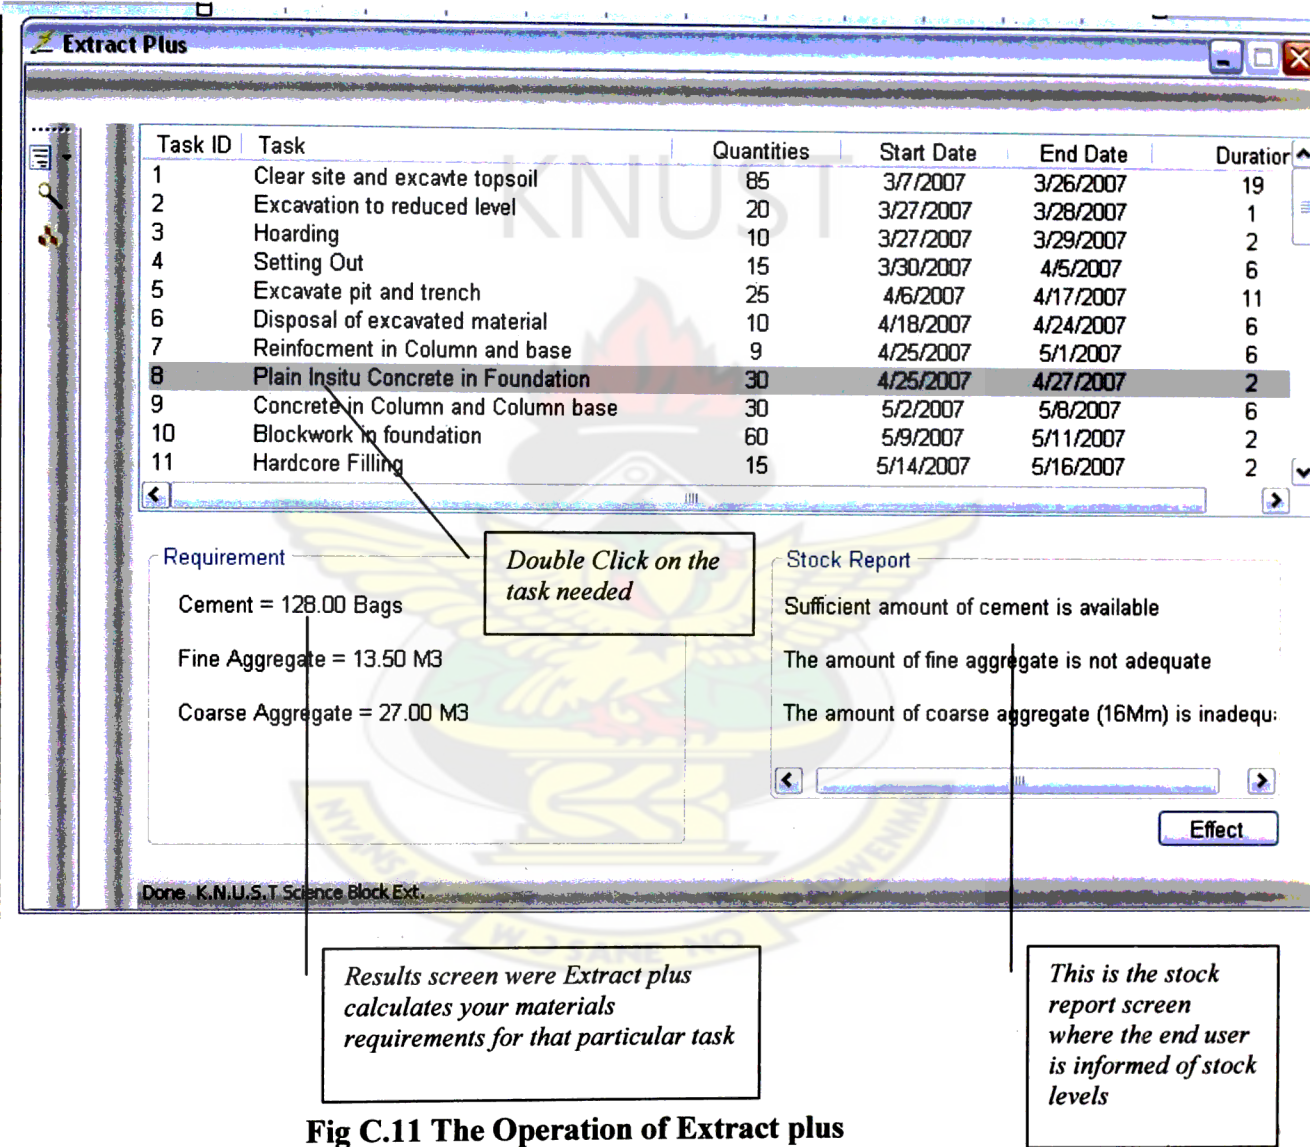 Extract Plus
Task ID Task Quantities Start Date End Date Duration
1 Clear site and excavte topsoil 85 3/7/2007 3/26/2007 19
2 Excavation to reduced level 20 3/27/2007 3/28/2007 1
3 Hoarding 10 3/27/2007 3/29/2007 2
4 Setting Out 15 3/30/2007 4/5/2007 6
5 Excavate pit and trench 25 4/6/2007 4/17/2007 11
6 Disposal of excavated material 10 4/18/2007 4/24/2007 6
7 Reinfocment in Column and base 9 4/25/2007 5/1/2007 6
8 Plain Insitu Concrete in Foundation 30 4/25/2007 4/27/2007 2
9 Concrete in Column and Column base 30 5/2/2007 5/8/2007 6
10 Blockwork in foundation 60 5/9/2007 5/11/2007 2
11 Hardcore Filling 15 5/14/2007 5/16/2007 2
KNUST
Requirement
Cement = 128.00 Bags
Fine Aggregate = 13.50 M3
Coarse Aggregate = 27.00 M3
Double Click on the
task needed
Stock Report
Sufficient amount of cement is available
The amount of fine aggregate is not adequate
The amount of coarse aggregate (16Mm) is inadequ
Effect
Done K.N.U.S.T Science Block Ext.
W J SANE NO
Results screen were Extract plus
calculates your materials
requirements for that particular task
This is the stock
report screen
where the end user
is informed of stock
levels
Fig C.11 The Operation of Extract plus